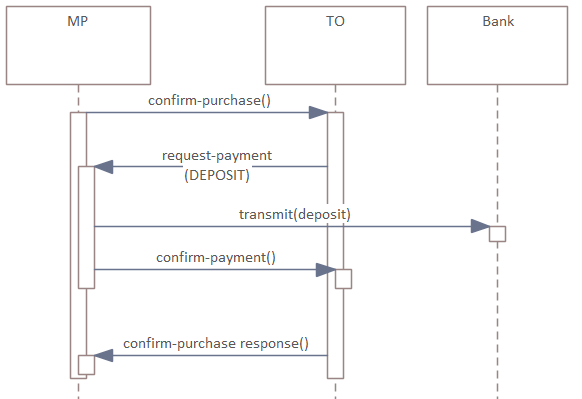 MP
TO
Bank
confirm-purchase()
request-payment
(DEPOSIT)
transmit(deposit)
confirm-payment()
confirm-purchase response()